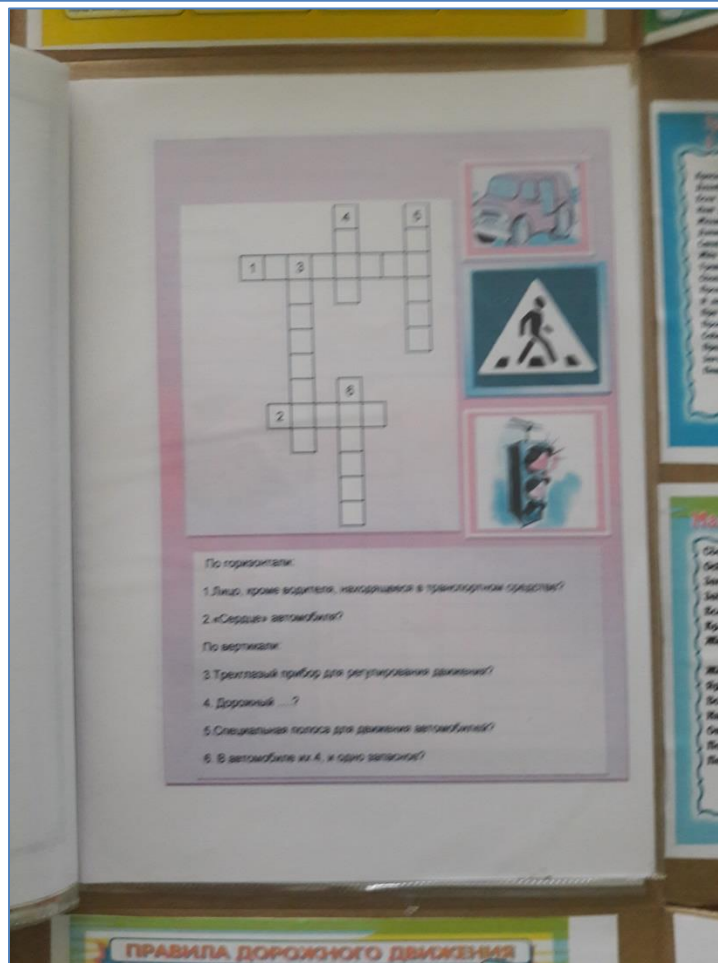 4
5
1
3
6
2
По горизонтали:
1.Лицо, кроме водителя, находящееся в транспортном средстве?
2.«Сердце» автомобиля?
По вертикали:
3.Трехглазый прибор для регулирования движения?
4. Дорожный ....?
5.Специальная полоса для движения автомобилей?
6. В автомобиле их 4, и одно запасное?
ПРАВИЛА ДОРОЖНОГО ДВИЖЕНИЯ